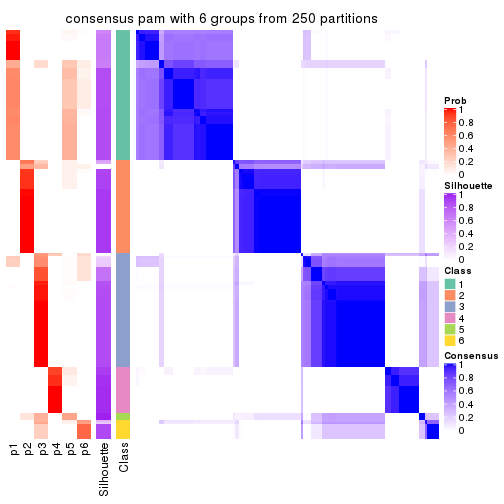 consensus pam with 6 groups from 250 partitions
Prob
1
0.8
0.6
0.4
0.2
0
Silhouette
1
0.8
0.6
0.4
0.2
0
Class
1
2
3
4
5
6
Consensus
1
0.8
0.6
0.4
0.2
0
p1
p2
p3
p4
p5
p6
Silhouette
Class